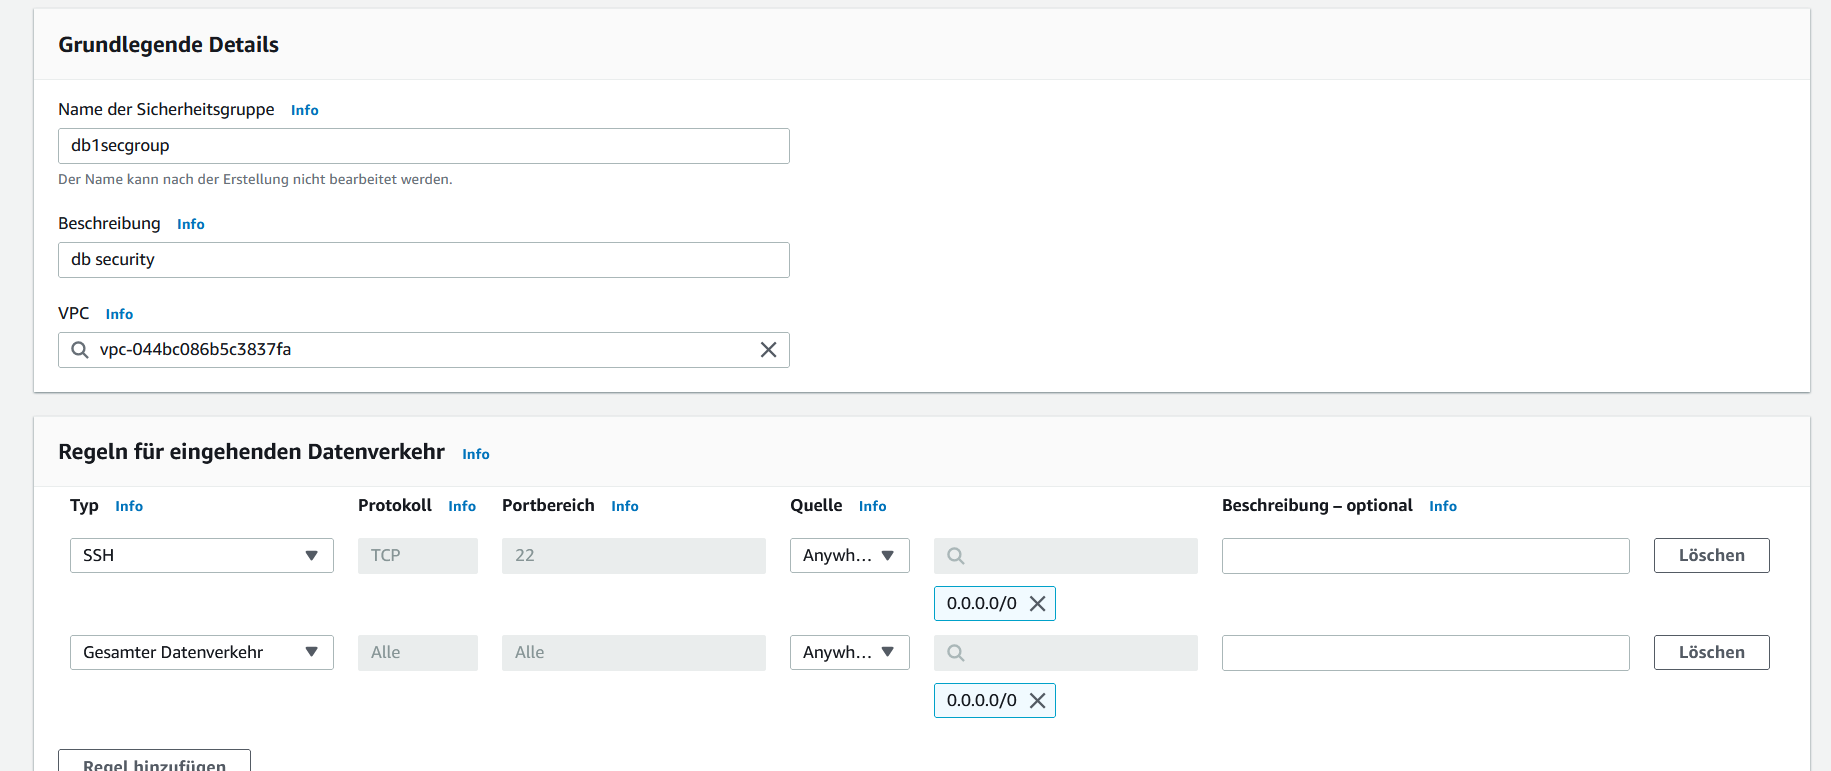 Grundlegende Details
Name der Sicherheitsgruppe Info
db1secgroup
Der Name kann nach der Erstellung nicht bearbeitet werden.
Beschreibung Info
db security
VPC Info
vpc-044bc086b5c3837fa
Regeln für eingehenden Datenverkehr Info
Typ Info Protokoll Info Portbereich Info Quelle Info Beschreibung – optional Info
SSH TCP 22 Anywh... Löschen
0.0.0.0/0
Gesamter Datenverkehr Alle Alle Anywh... Löschen
0.0.0.0/0
Regel hinzufügen